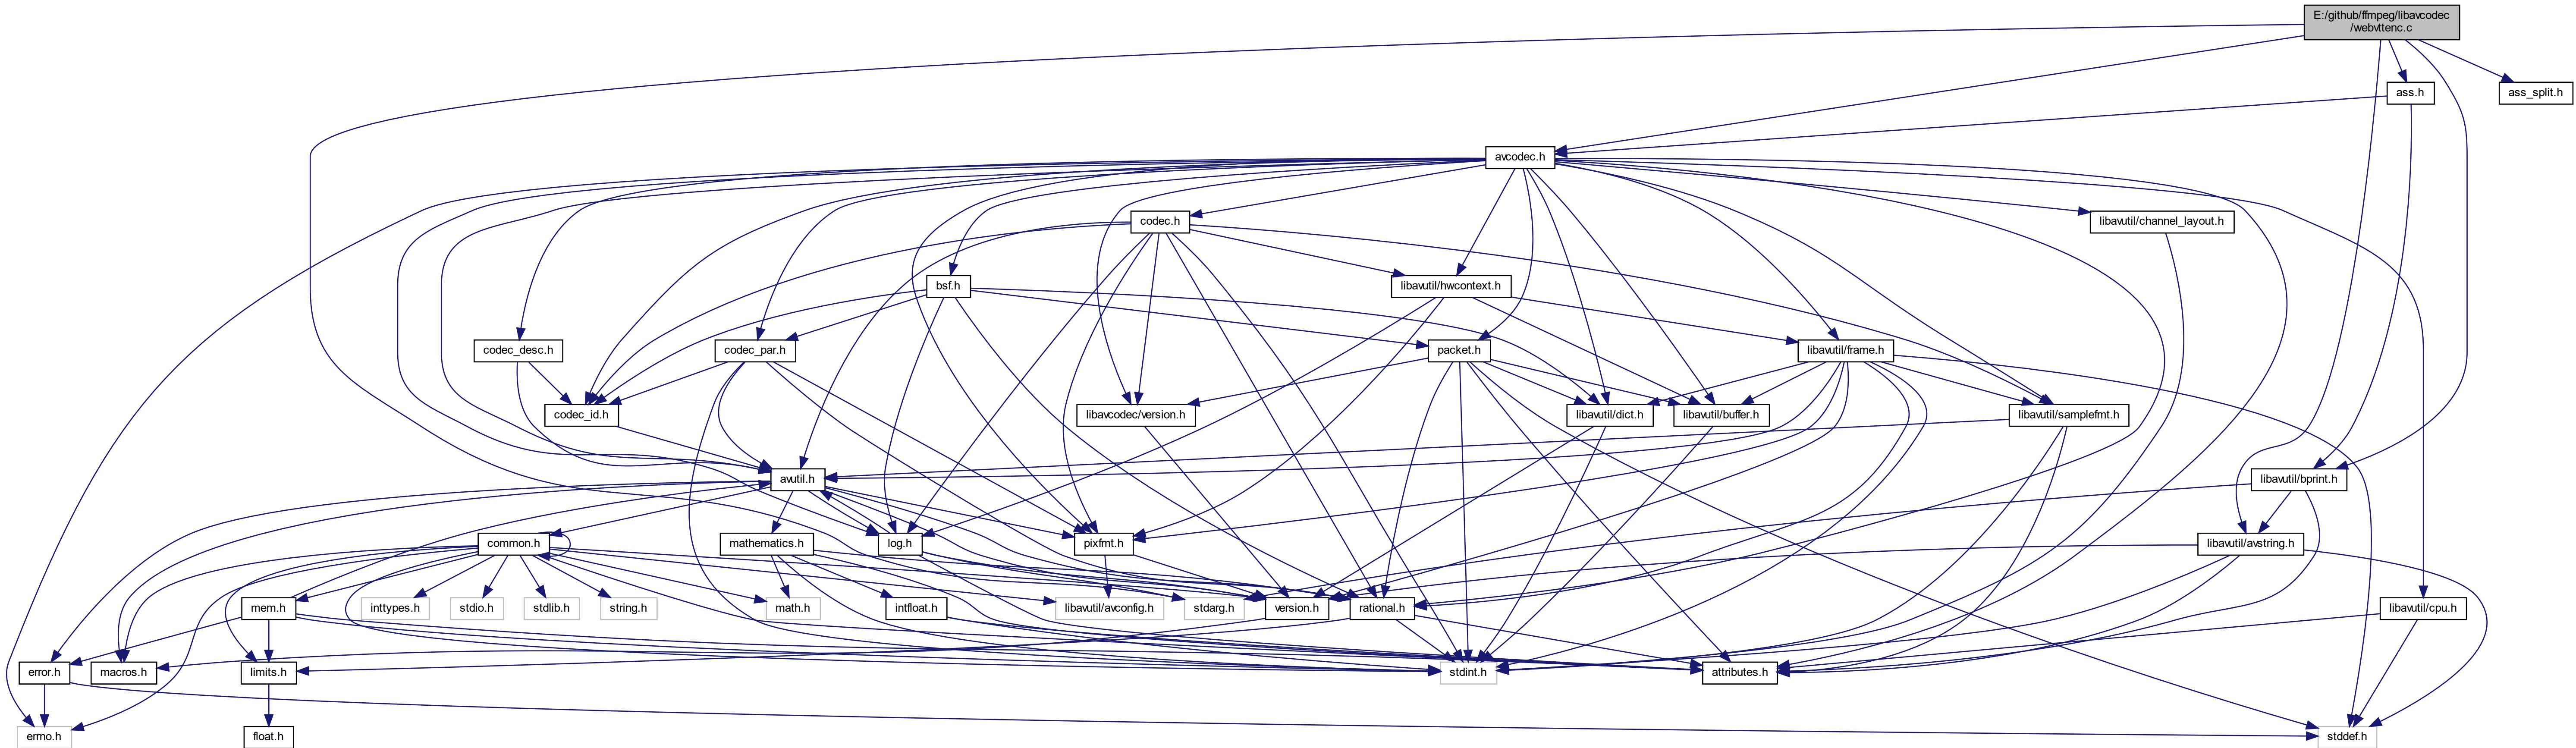 E:/github/ffmpeg/libavcodec
/webvttenc.c
ass.h
ass_split.h
avcodec.h
codec.h
libavutil/channel_layout.h
bsf.h
libavutil/hwcontext.h
codec_desc.h
codec_par.h
packet.h
libavutil/frame.h
codec_id.h
libavcodec/version.h
libavutil/dict.h
libavutil/buffer.h
libavutil/samplefmt.h
avutil.h
libavutil/bprint.h
common.h
mathematics.h
log.h
pixfmt.h
libavutil/avstring.h
mem.h
inttypes.h
stdio.h
stdlib.h
string.h
math.h
intfloat.h
libavutil/avconfig.h
stdarg.h
version.h
rational.h
libavutil/cpu.h
error.h
macros.h
limits.h
stdint.h
attributes.h
errno.h
float.h
stddef.h